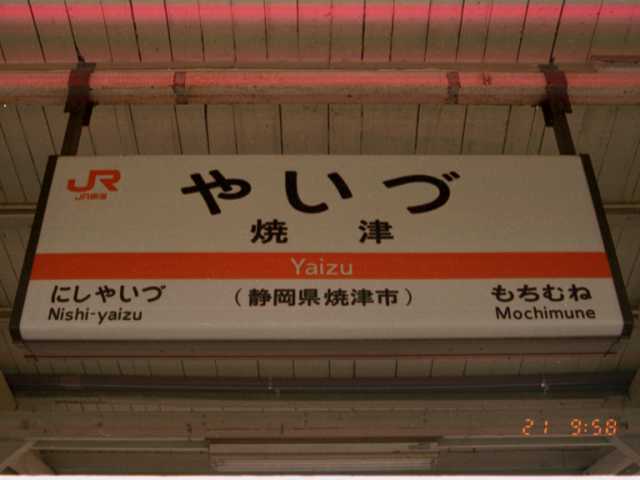 JR
JR東海
やいづ
焼津
Yaizu
にしやいづ
Nishi-yaizu
(静岡県焼津市)
もちむね
Mochimune
21 9:58